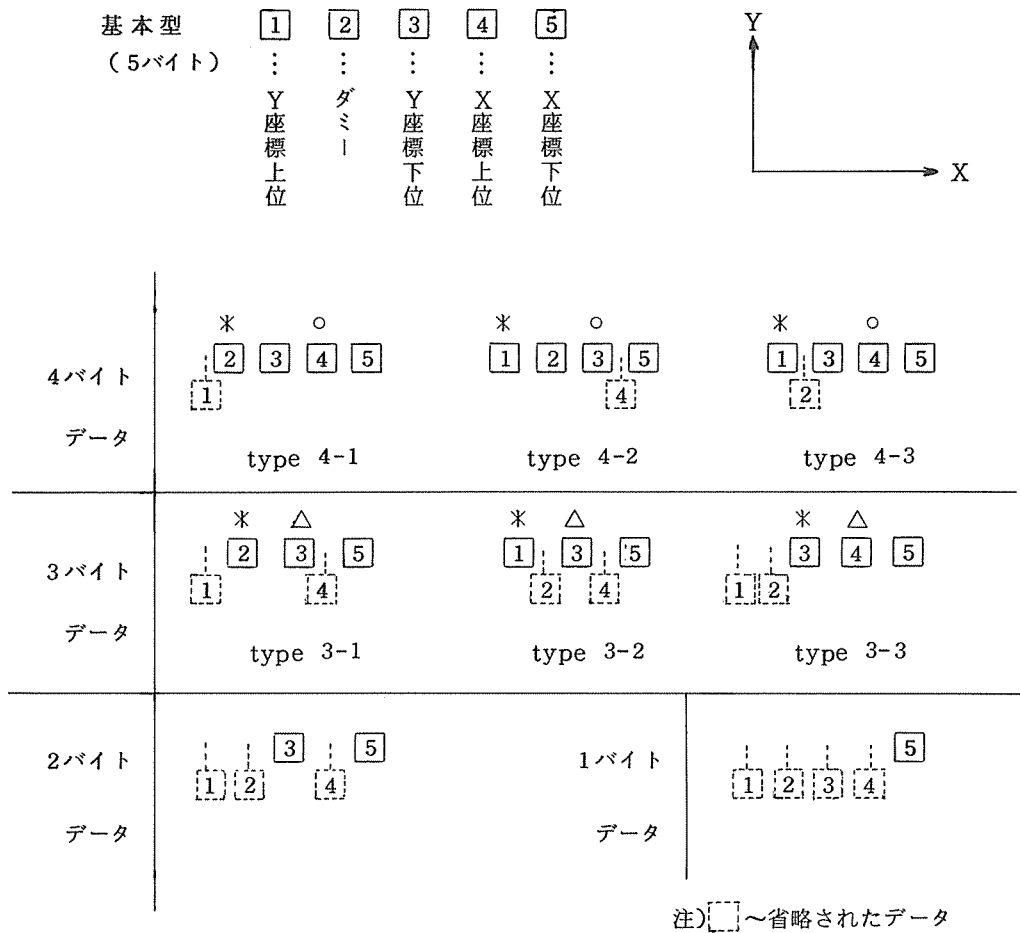 基本型 1 2 3 4 5
(5バイト)
Y座標上位
ダミー
Y座標下位
X座標上位
X座標下位
Y
X
* ○ * ○ * ○
4バイト 2 3 4 5 1 2 3 5 1 3 4 5
1 4 2
データ
type 4-1 type 4-2 type 4-3
* △ * △ * △
3バイト 2 3 5 1 3 5 3 4 5
1 4 2 4 1 2
データ
type 3-1 type 3-2 type 3-3
2バイト 3 5 1バイト 5
1 2 4 1 2 3 4
データ データ
注) ~省略されたデータ